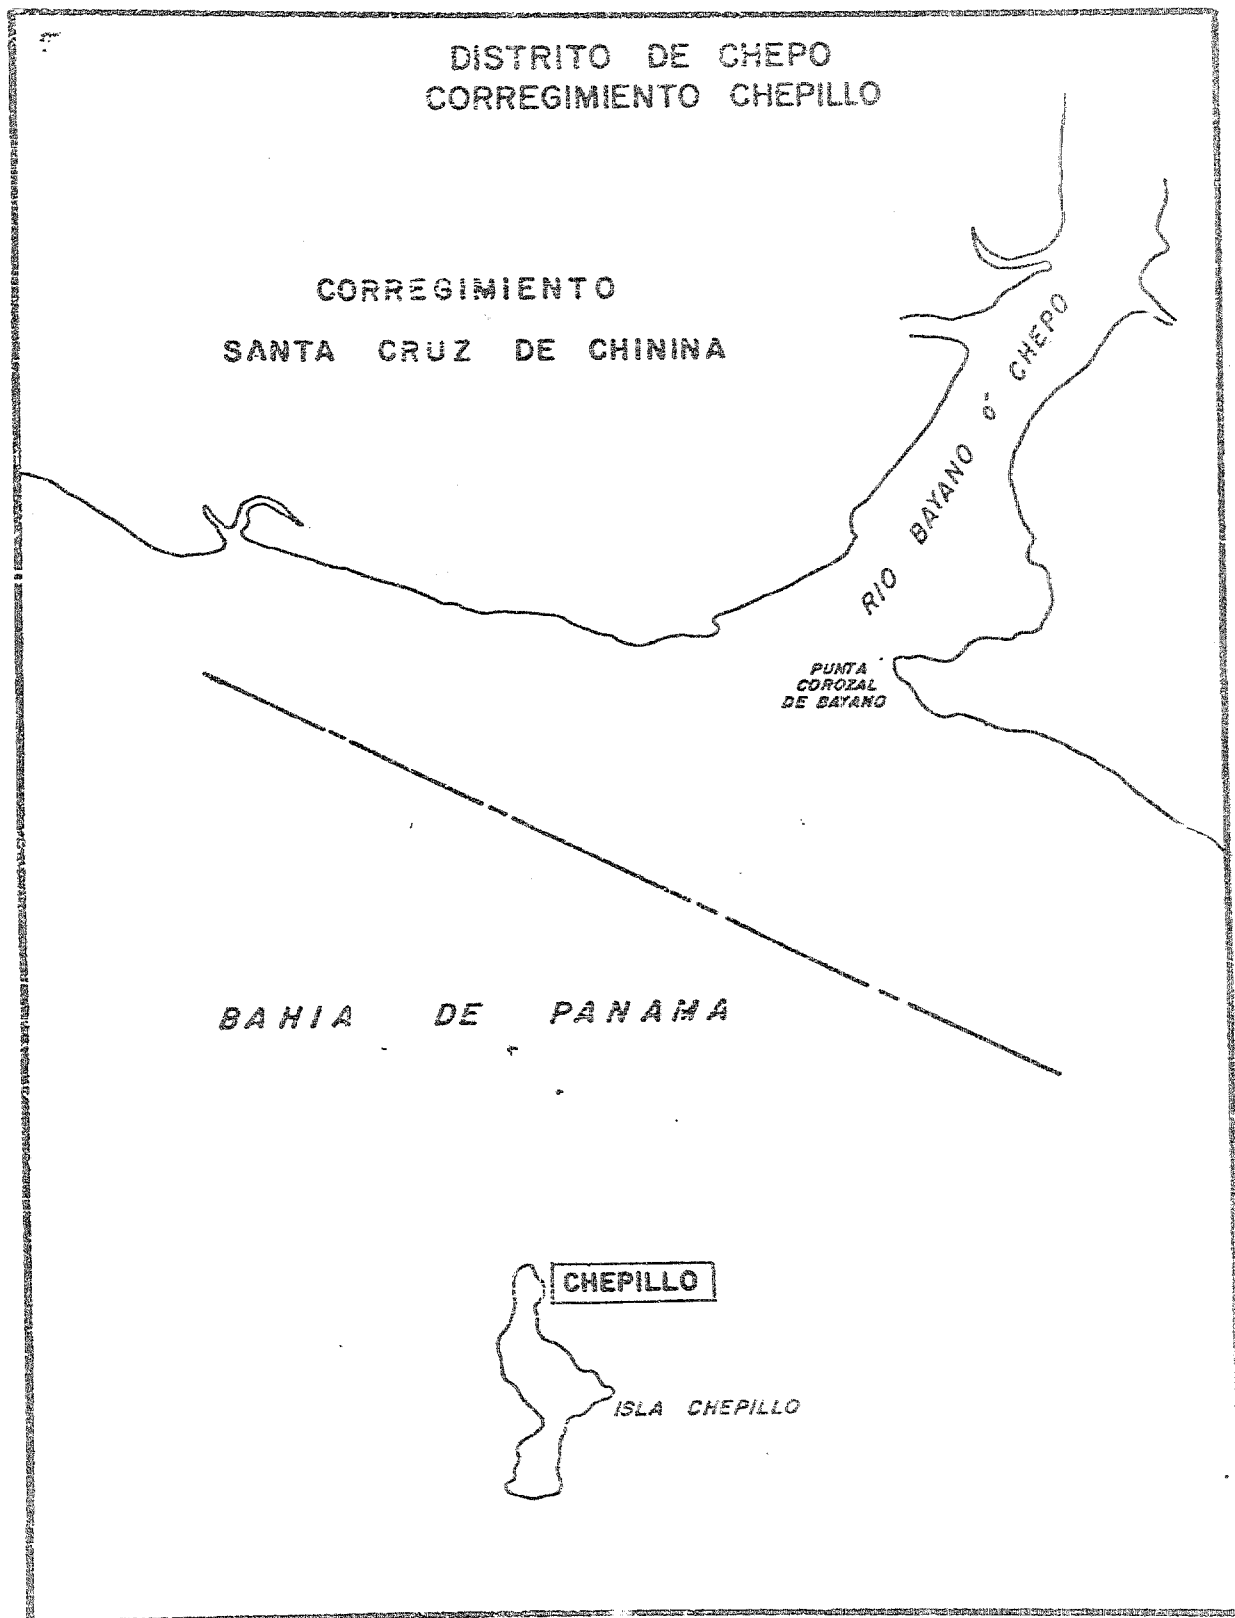 DISTRITO DE CHEPO
CORREGIMIENTO CHEPILLO
CORREGIMIENTO
SANTA CRUZ DE CHININA
RIO BAYANO Ó CHEPO
PUNTA
COROZAL
DE BAYANO
BAHIA DE PANAMA
CHEPILLO
ISLA CHEPILLO